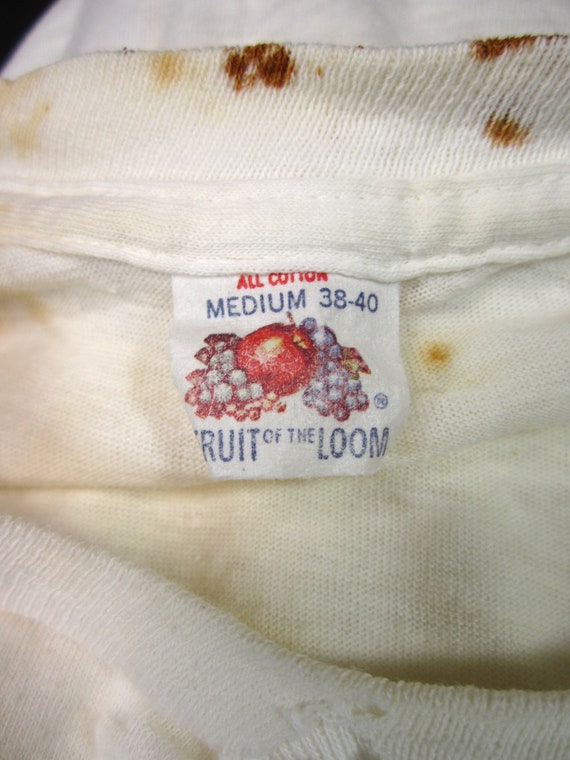 ALL COTTON
MEDIUM 38-40
®
FRUIT OF THE LOOM